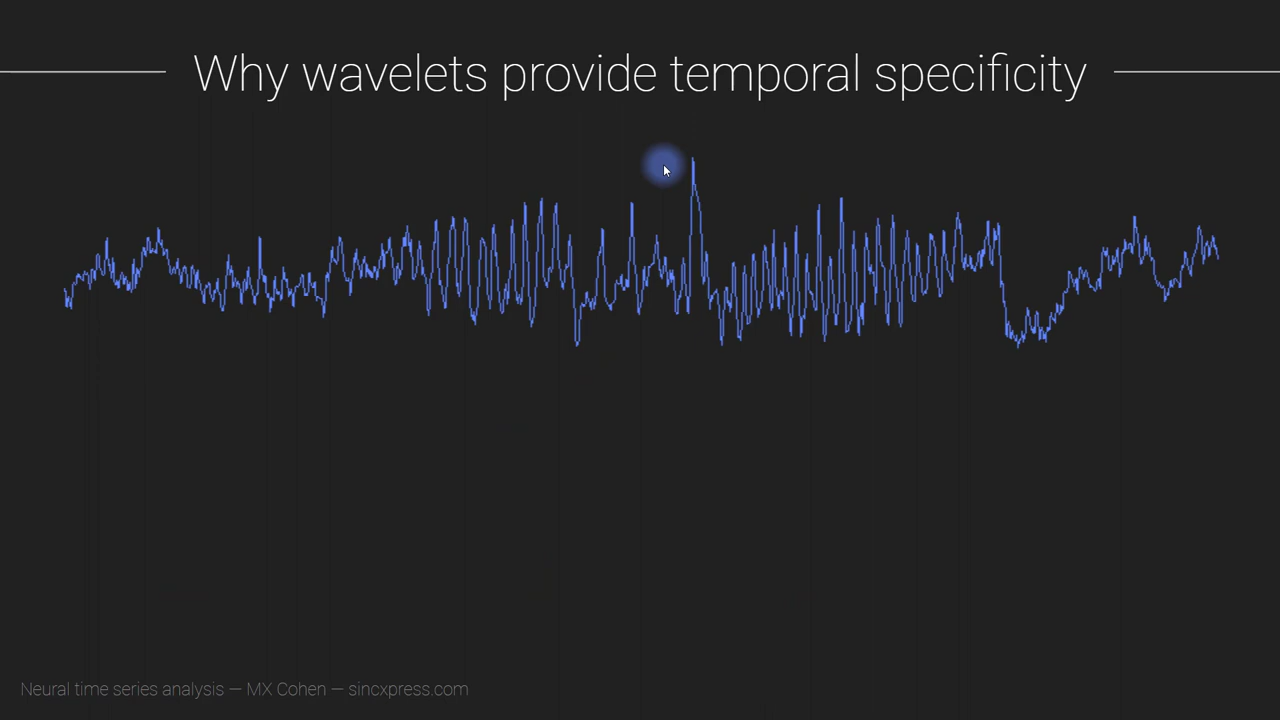 Why wavelets provide temporal specificity
Neural time series analysis — MX Cohen — sincxpress.com